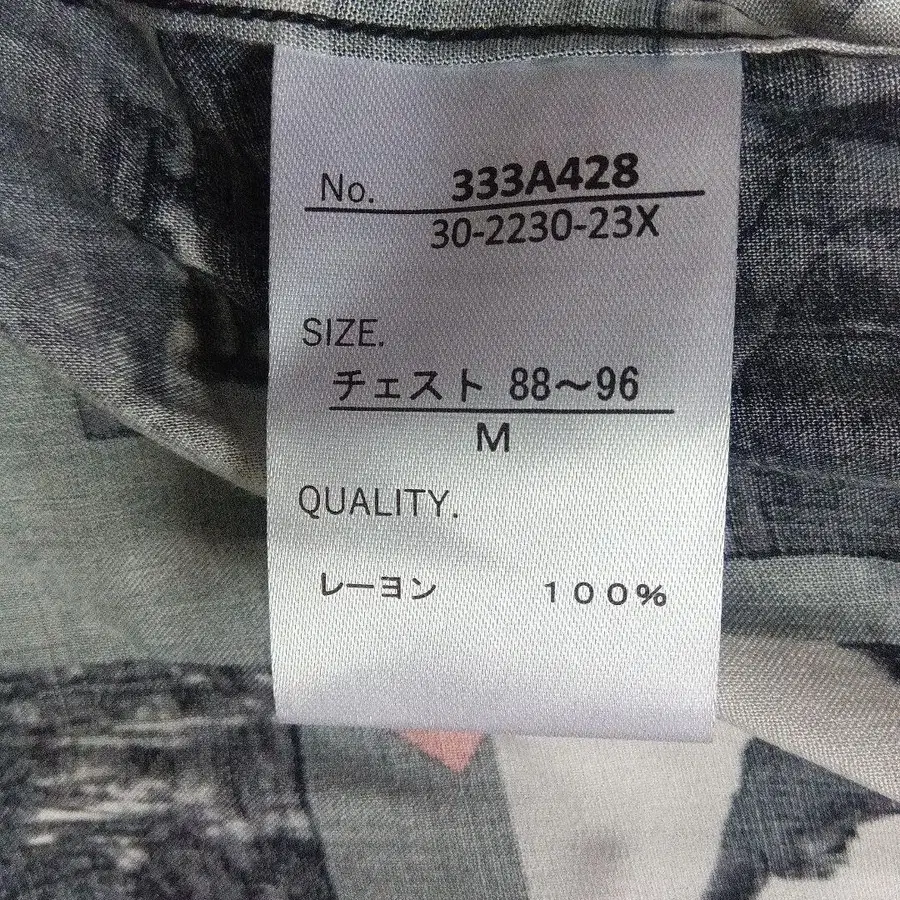 No. 333A428
30-2230-23X
SIZE.
チェスト 88～96
M
QUALITY.
レーヨン 100%